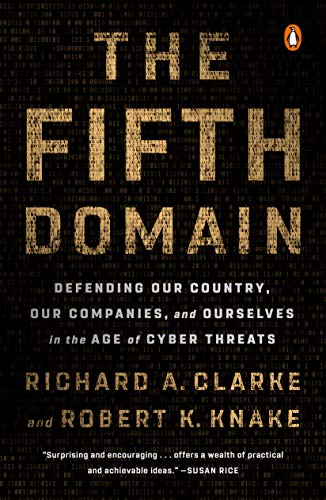 THE
FIFTH
DOMAIN
DEFENDING OUR COUNTRY,
OUR COMPANIES, and OURSELVES
in the AGE of CYBER THREATS
RICHARD A. CLARKE
and ROBERT K. KNAKE
"Surprising and encouraging . . . offers a wealth of practical
and achievable ideas." —SUSAN RICE